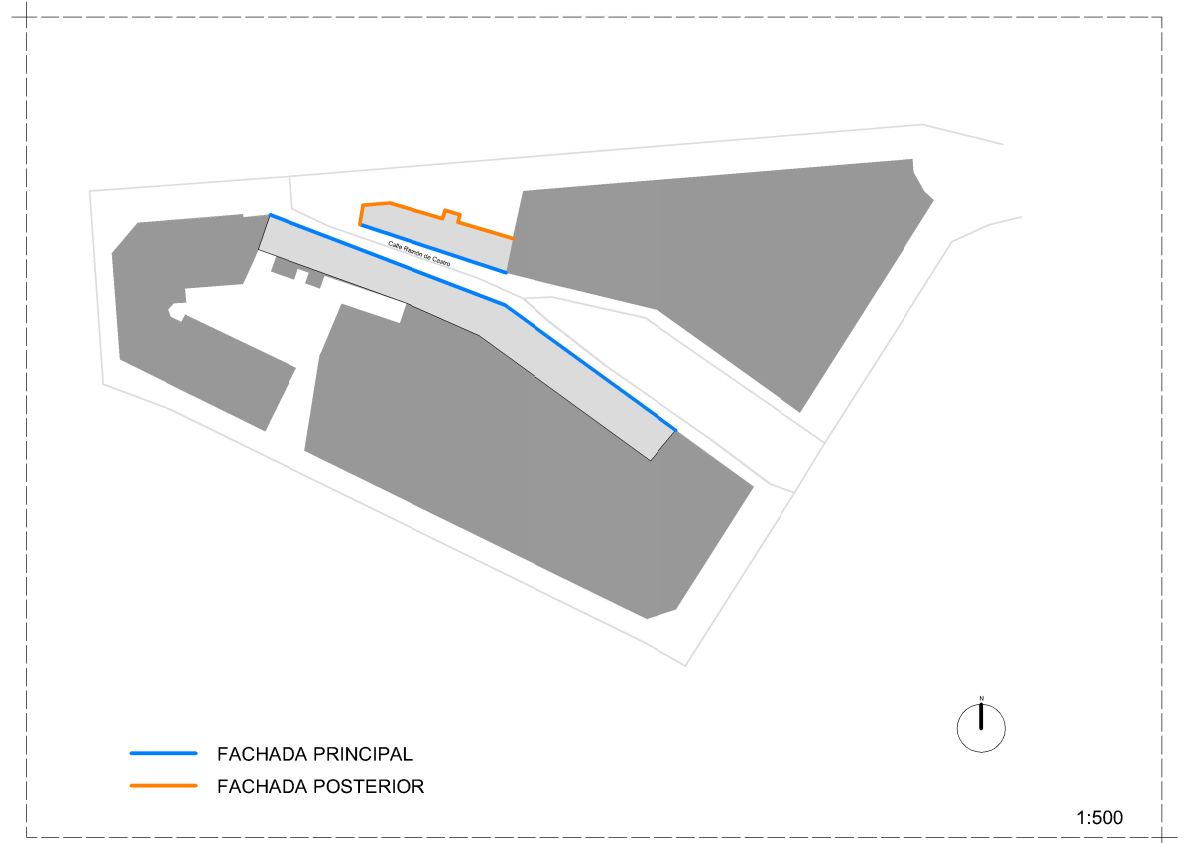 Calle Ramón de Castro
N
FACHADA PRINCIPAL
FACHADA POSTERIOR
1:500